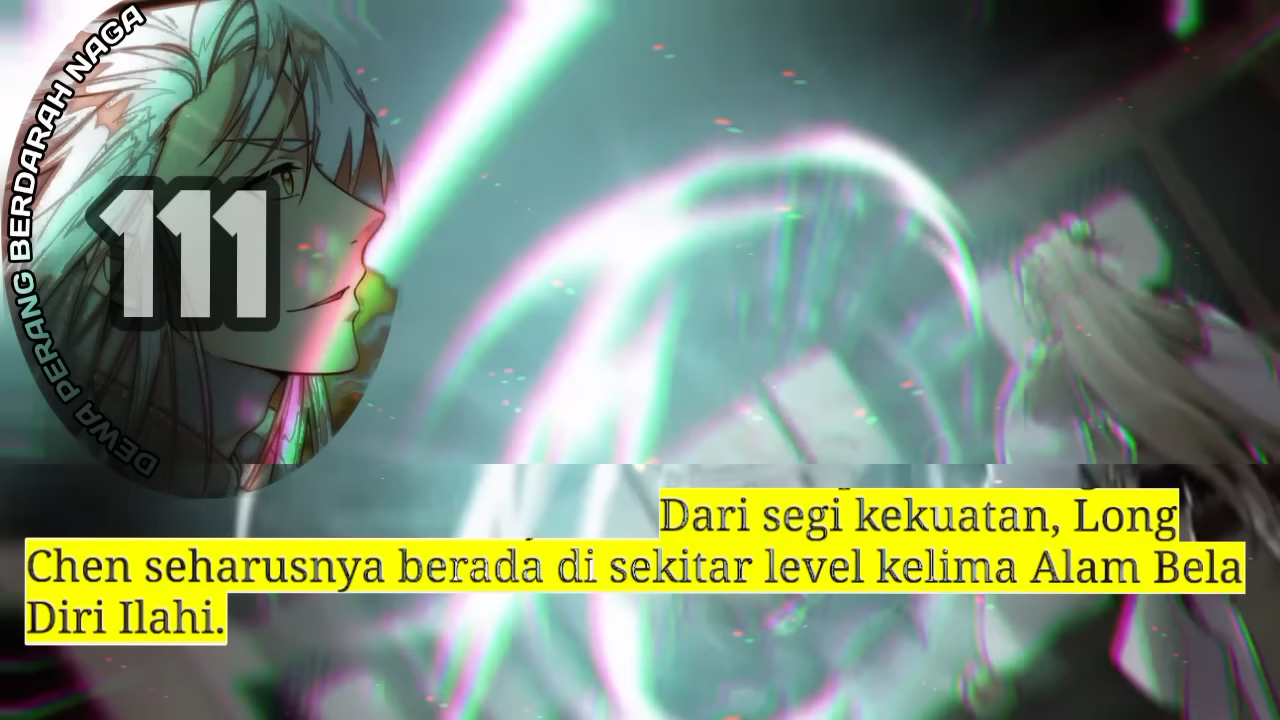 DEWA PERANG BERDARAH NAGA
111
Dari segi kekuatan, Long
Chen seharusnya berada di sekitar level kelima Alam Bela
Diri Ilahi.